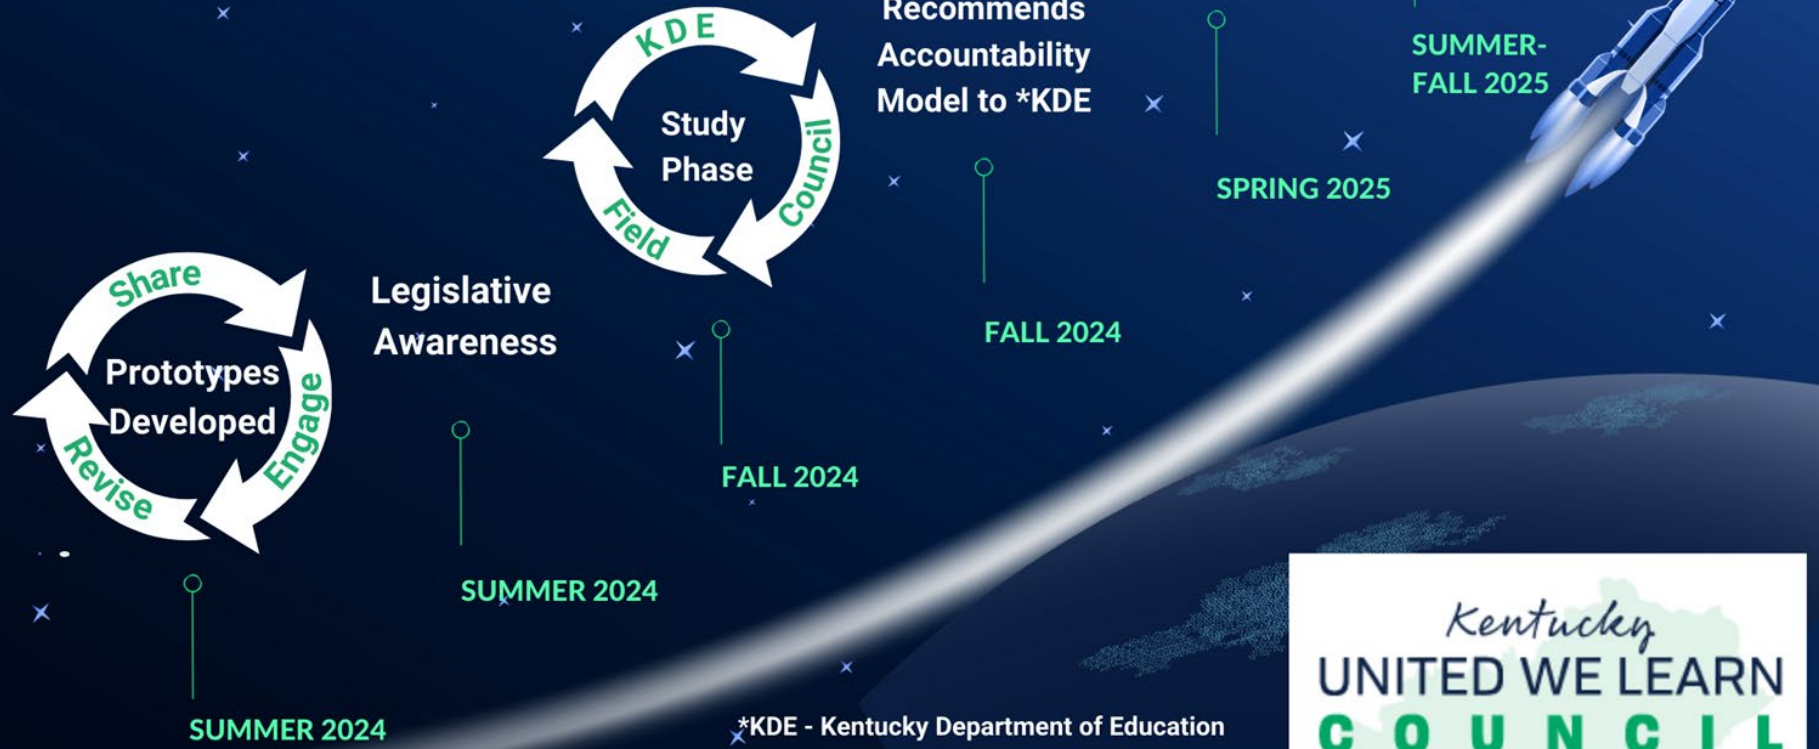 Recommends
Accountability
Model to *KDE
SUMMER-
FALL 2025
KDE
Council
Field
Study
Phase
SPRING 2025
FALL 2024
Legislative
Awareness
Share
Engage
Revise
Prototypes
Developed
FALL 2024
SUMMER 2024
SUMMER 2024
*KDE - Kentucky Department of Education
Kentucky
UNITED WE LEARN
COUNCIL